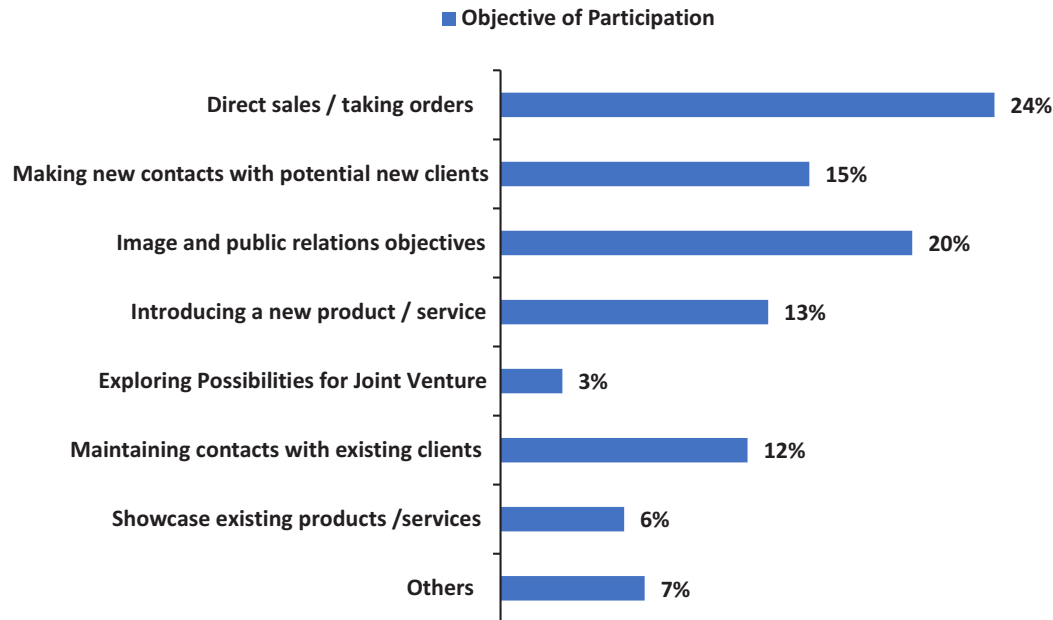 Objective of Participation
Direct sales / taking orders 24%
Making new contacts with potential new clients 15%
Image and public relations objectives 20%
Introducing a new product / service 13%
Exploring Possibilities for Joint Venture 3%
Maintaining contacts with existing clients 12%
Showcase existing products /services 6%
Others 7%